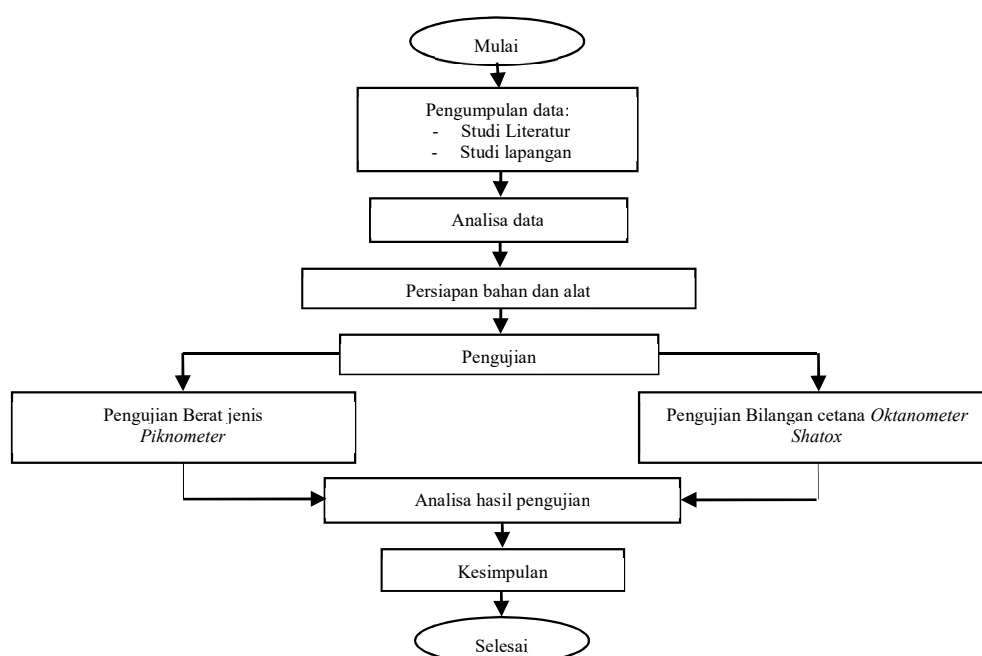 Mulai
Pengumpulan data:
- Studi Literatur
- Studi lapangan
Analisa data
Persiapan bahan dan alat
Pengujian
Pengujian Berat jenis
Piknometer
Pengujian Bilangan cetana Oktanometer
Shatox
Analisa hasil pengujian
Kesimpulan
Selesai